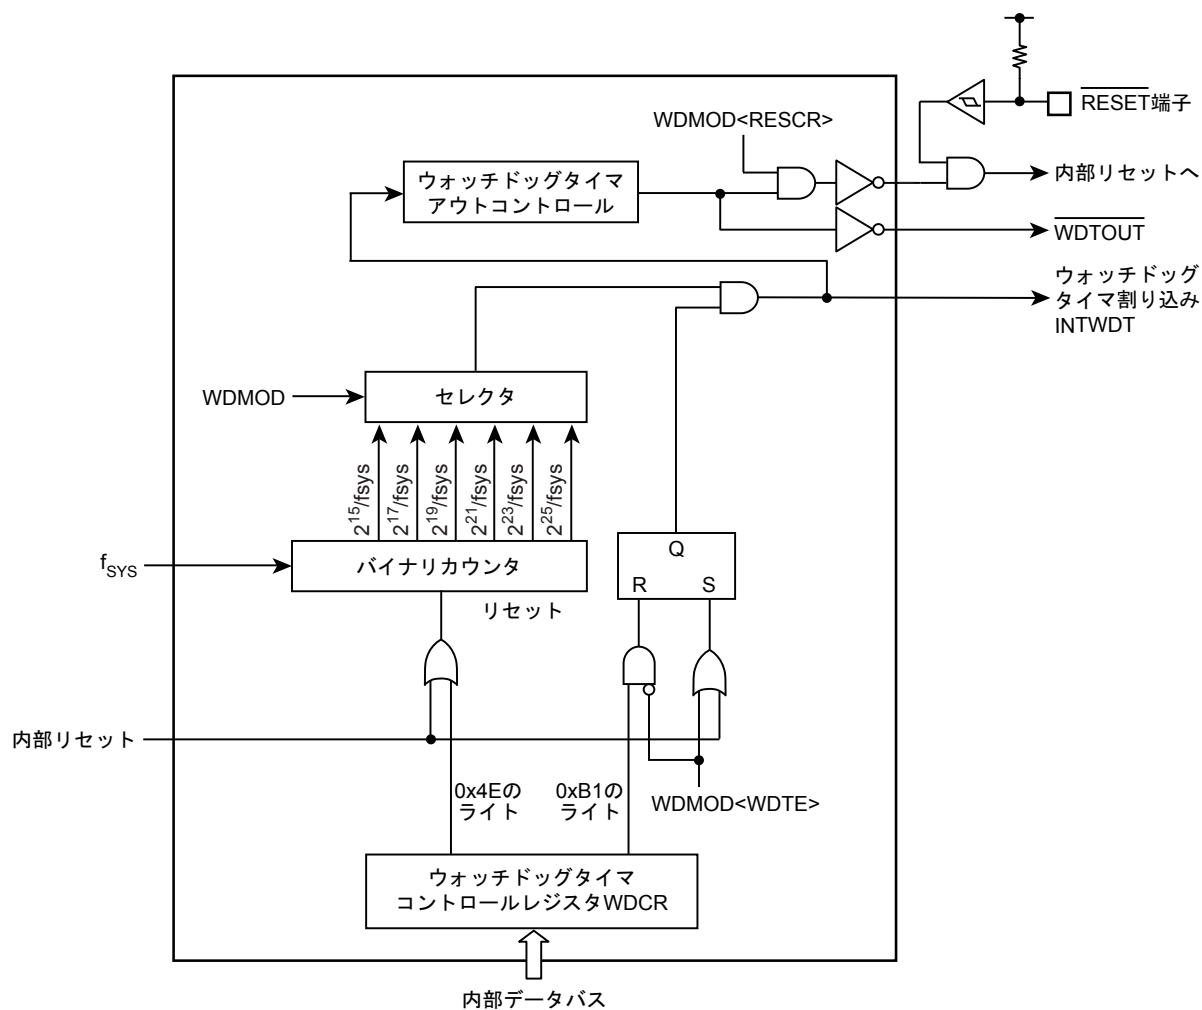 RESET端子
WDMOD<RESCR>
ウォッチドッグタイマ
アウトコントロール
内部リセットへ
WDTOUT
ウォッチドッグ
タイマ割り込み
INTWDT
WDMOD
セレクタ
2^15/fsys
2^17/fsys
2^19/fsys
2^21/fsys
2^23/fsys
2^25/fsys
fSYS
バイナリカウンタ
リセット
Q
R S
内部リセット
0x4Eの
ライト
0xB1の
ライト
WDMOD<WDTE>
ウォッチドッグタイマ
コントロールレジスタWDCR
内部データバス